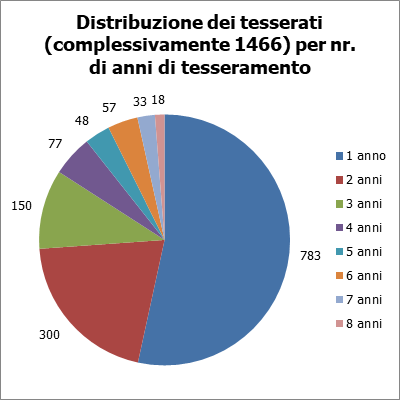 Distribuzione dei tesserati
(complessivamente 1466) per nr.
di anni di tesseramento
33 18
57
48
77
150
300
783
1 anno
2 anni
3 anni
4 anni
5 anni
6 anni
7 anni
8 anni